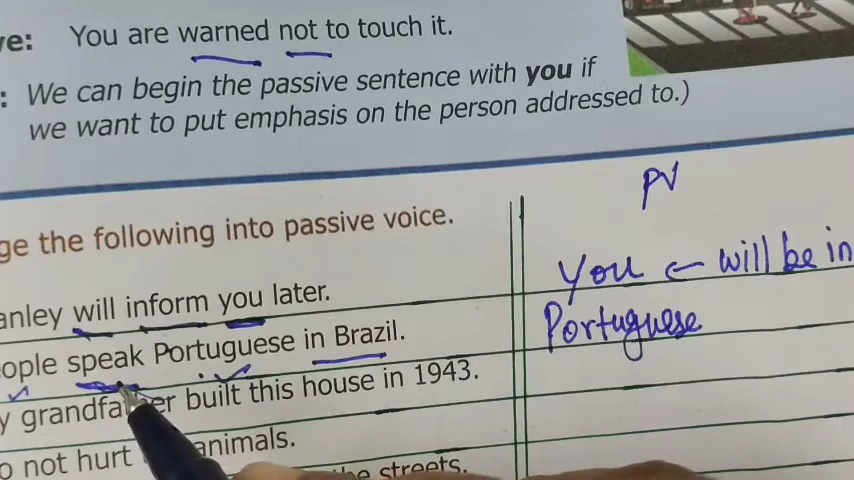 ve: You are warned not to touch it.
: We can begin the passive sentence with you if
we want to put emphasis on the person addressed to.)
PV
ge the following into passive voice.
anley will inform you later.
You ← will be in
ople speak Portuguese in Brazil.
Portuguese
y grandfather built this house in 1943.
o not hurt animals.
the streets.